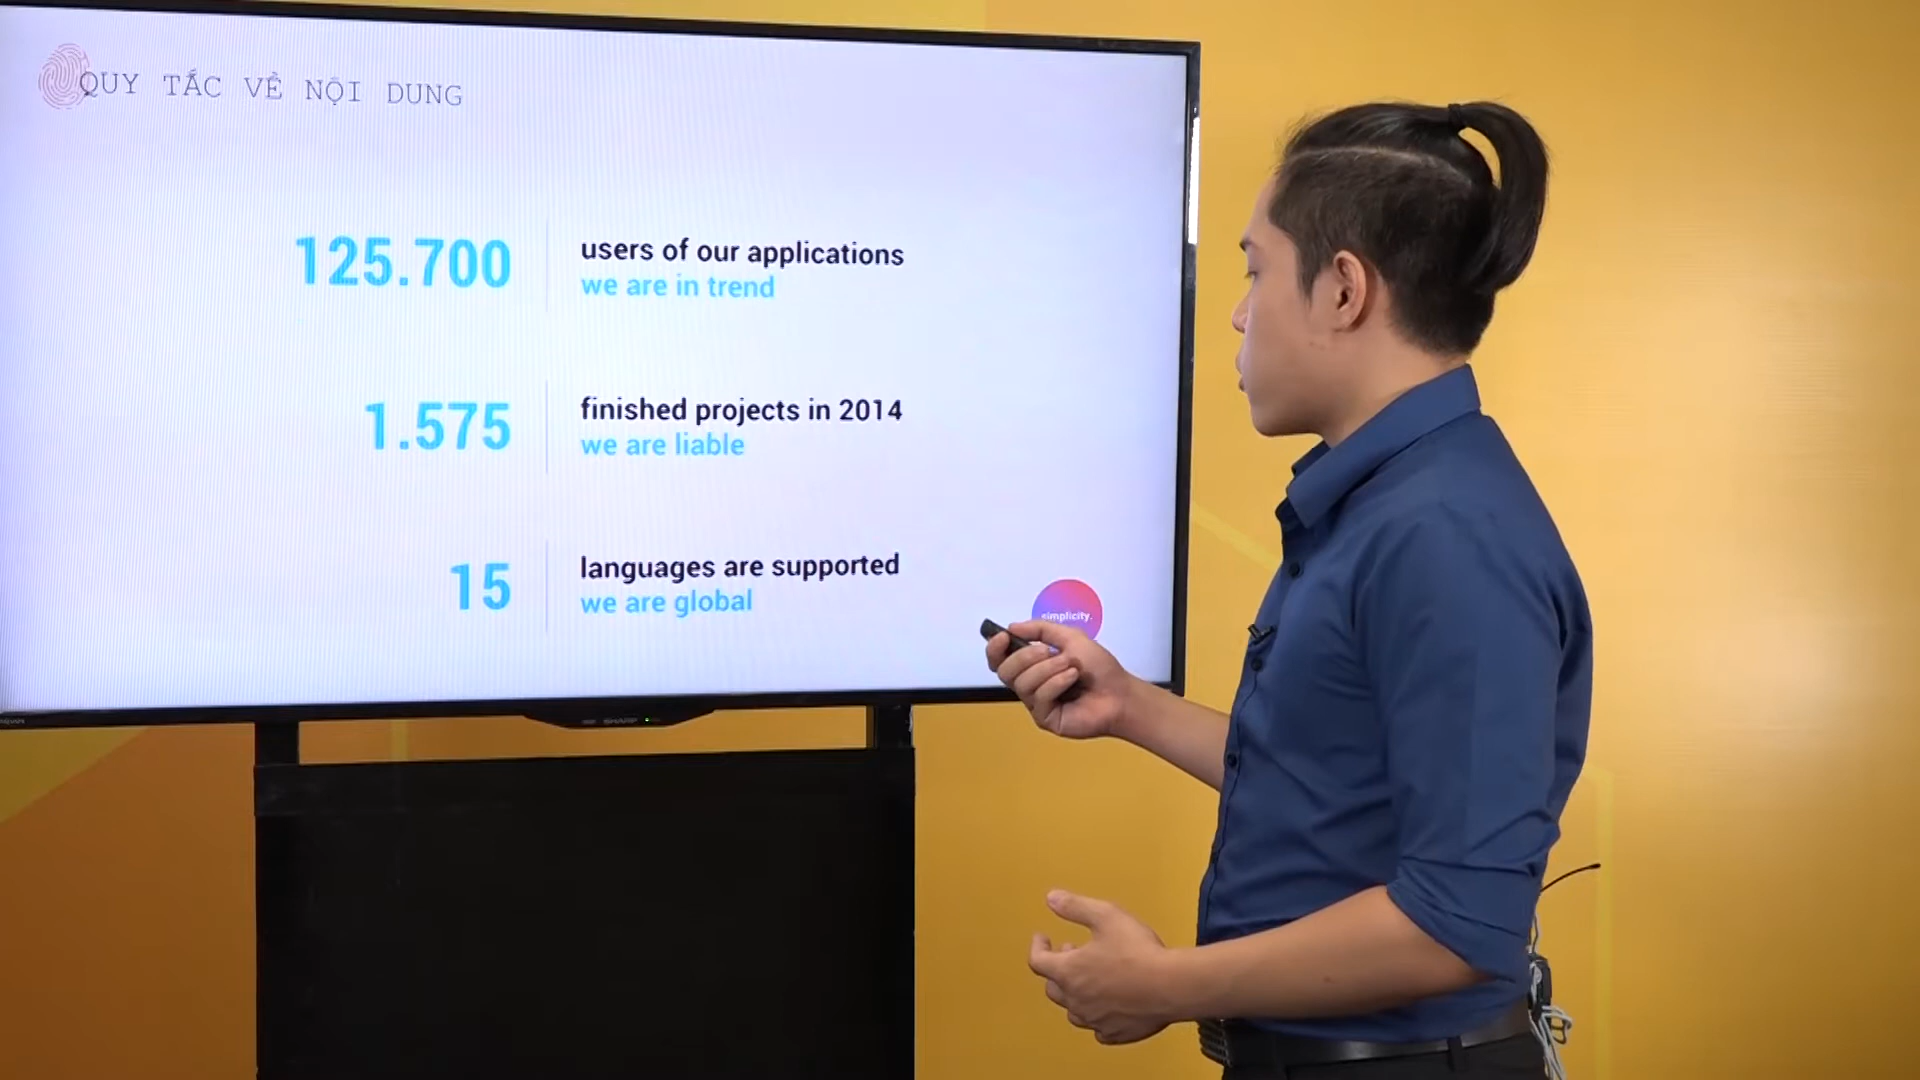 QUY TẮC VỀ NỘI DUNG
125.700
users of our applications
we are in trend
1.575
finished projects in 2014
we are liable
15
languages are supported
we are global
simplicity.
SHARP